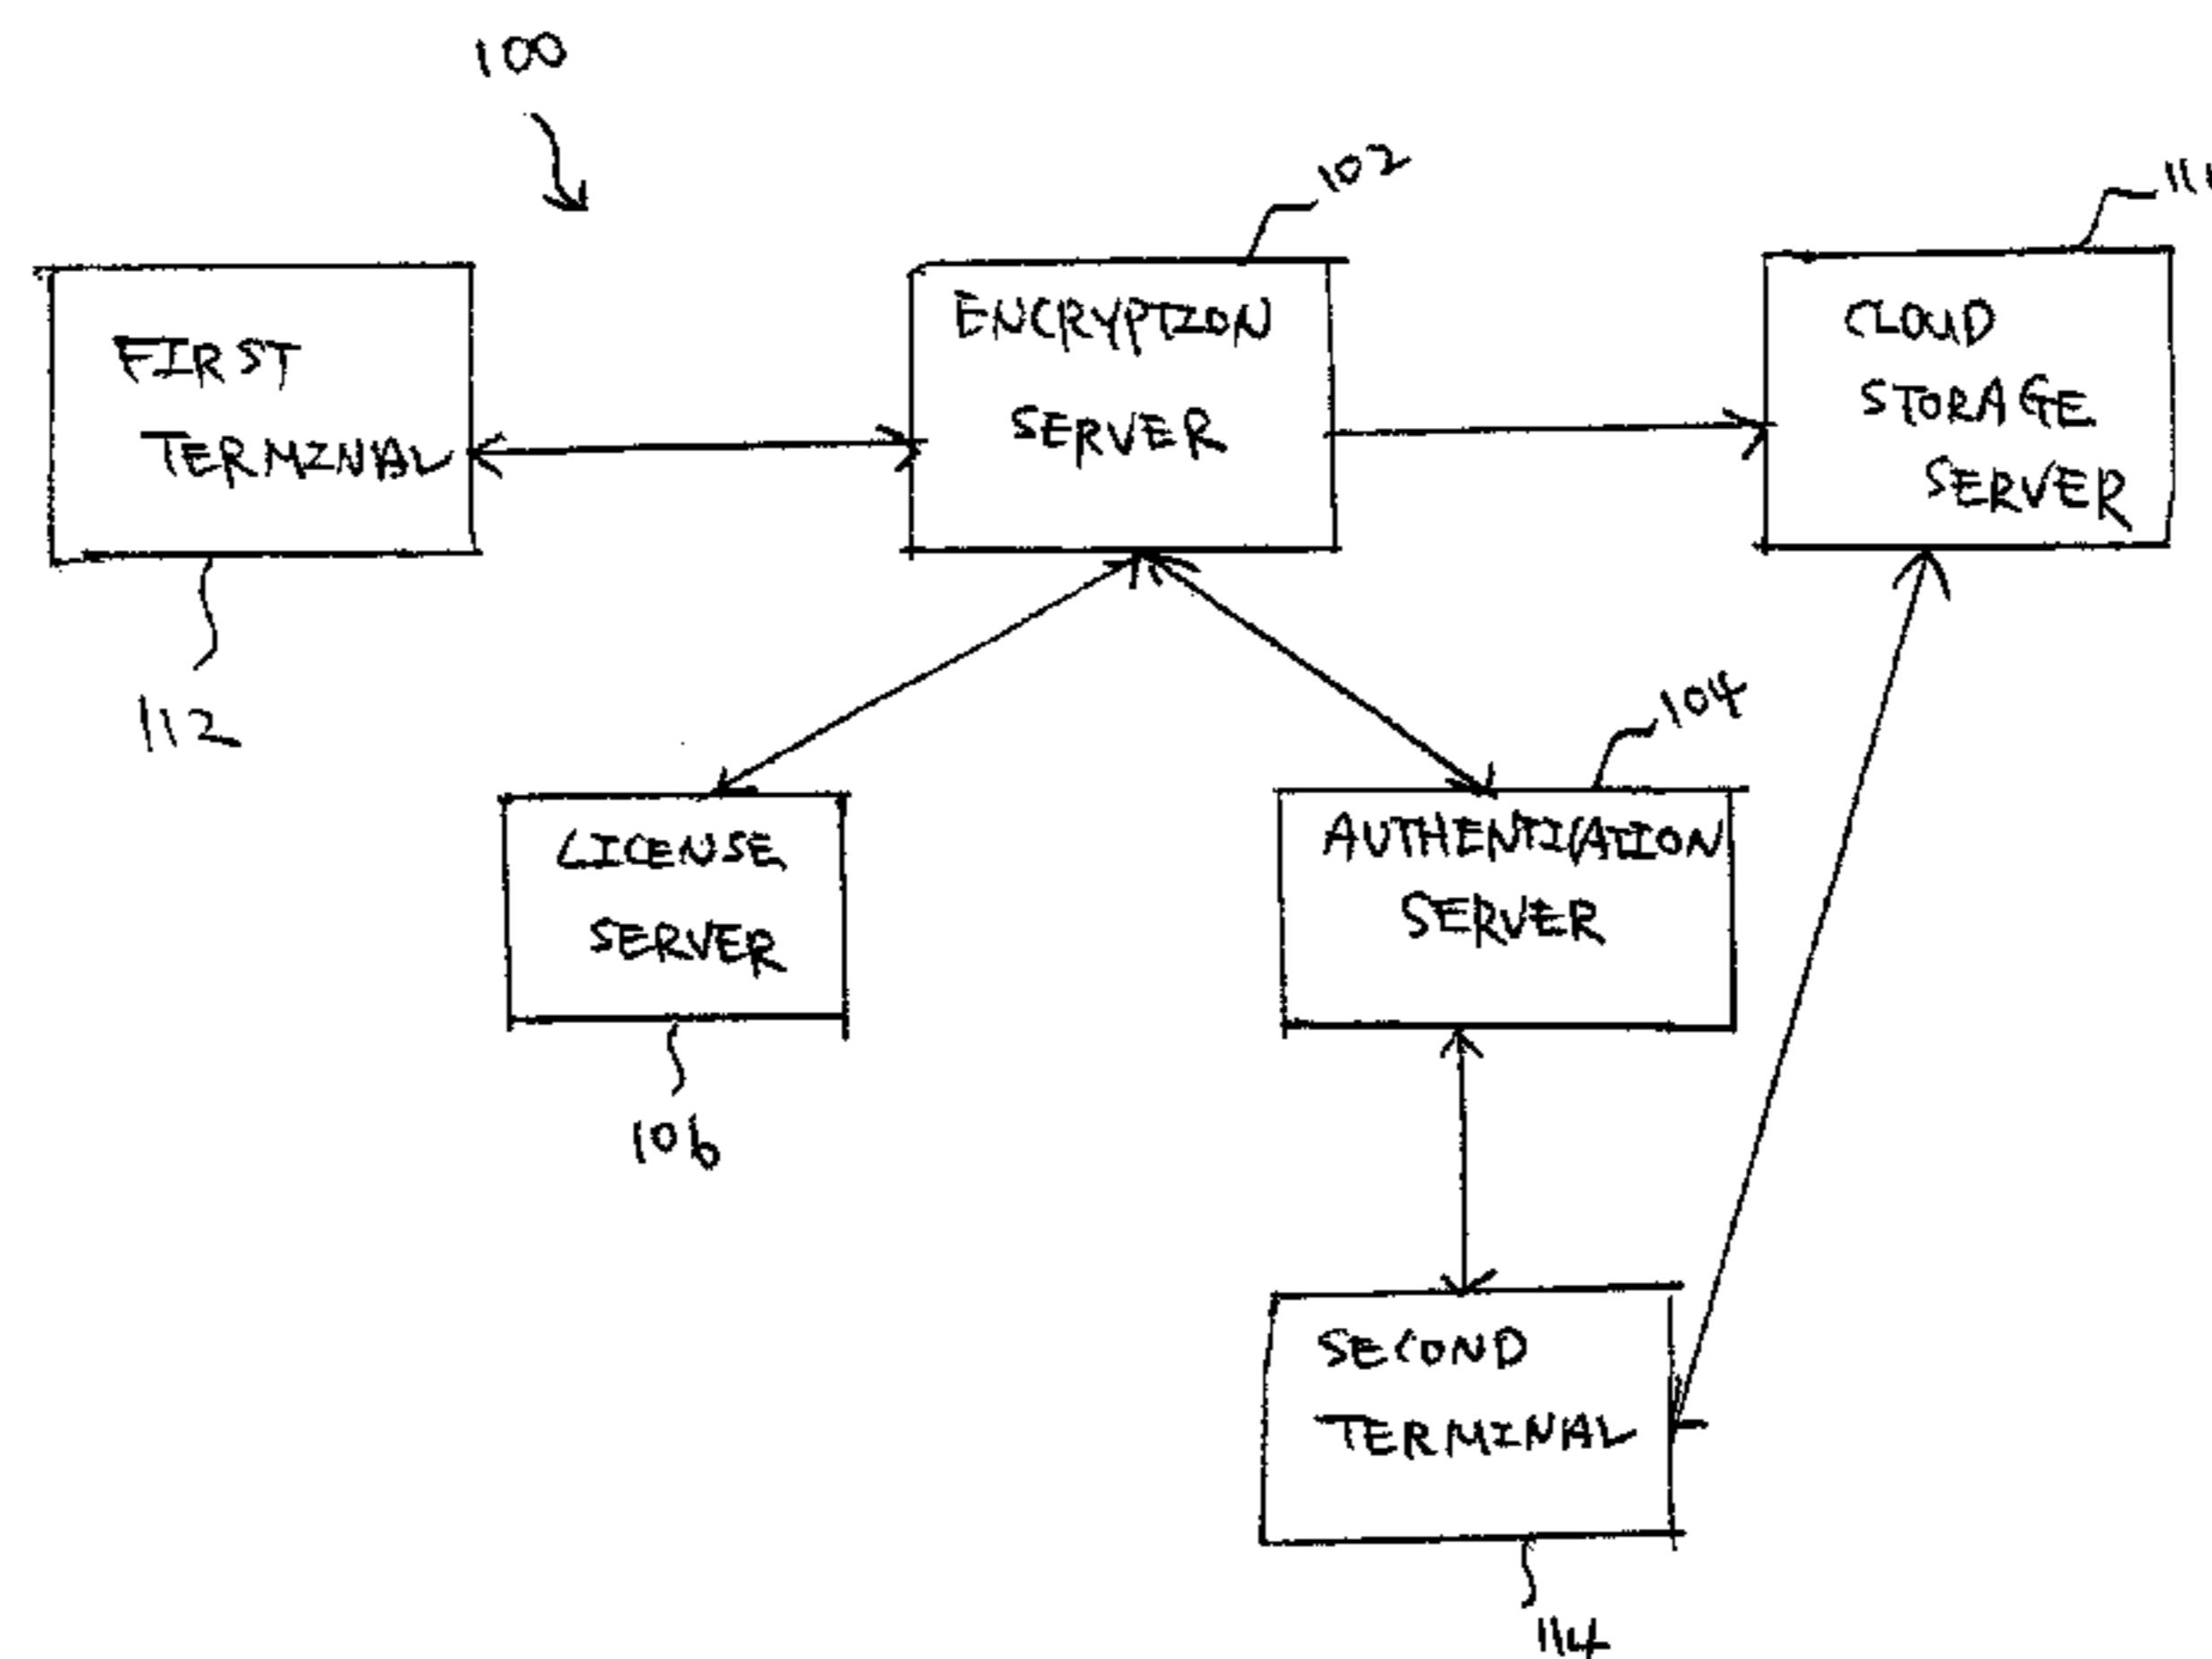 100
102
FIRST
TERMINAL
ENCRYPTION
SERVER
CLOUD
STORAGE
SERVER
112
104
LICENSE
SERVER
AUTHENTICATION
SERVER
106
SECOND
TERMINAL
114